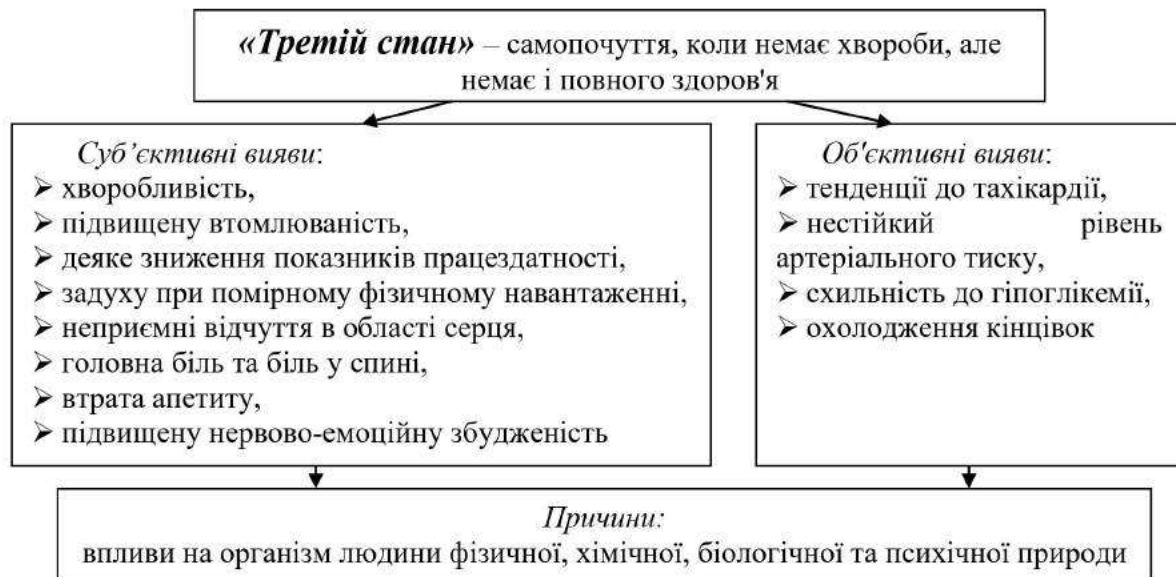 «Третій стан» – самопочуття, коли немає хвороби, але
немає і повного здоров'я
Суб’єктивні вияви:
➢ хворобливість,
➢ підвищену втомлюваність,
➢ деяке зниження показників працездатності,
➢ задуху при помірному фізичному навантаженні,
➢ неприємні відчуття в області серця,
➢ головна біль та біль у спині,
➢ втрата апетиту,
➢ підвищену нервово-емоційну збудженість
Об'єктивні вияви:
➢ тенденції до тахікардії,
➢ нестійкий рівень
артеріального тиску,
➢ схильність до гіпоглікемії,
➢ охолодження кінцівок
Причини:
впливи на організм людини фізичної, хімічної, біологічної та психічної природи